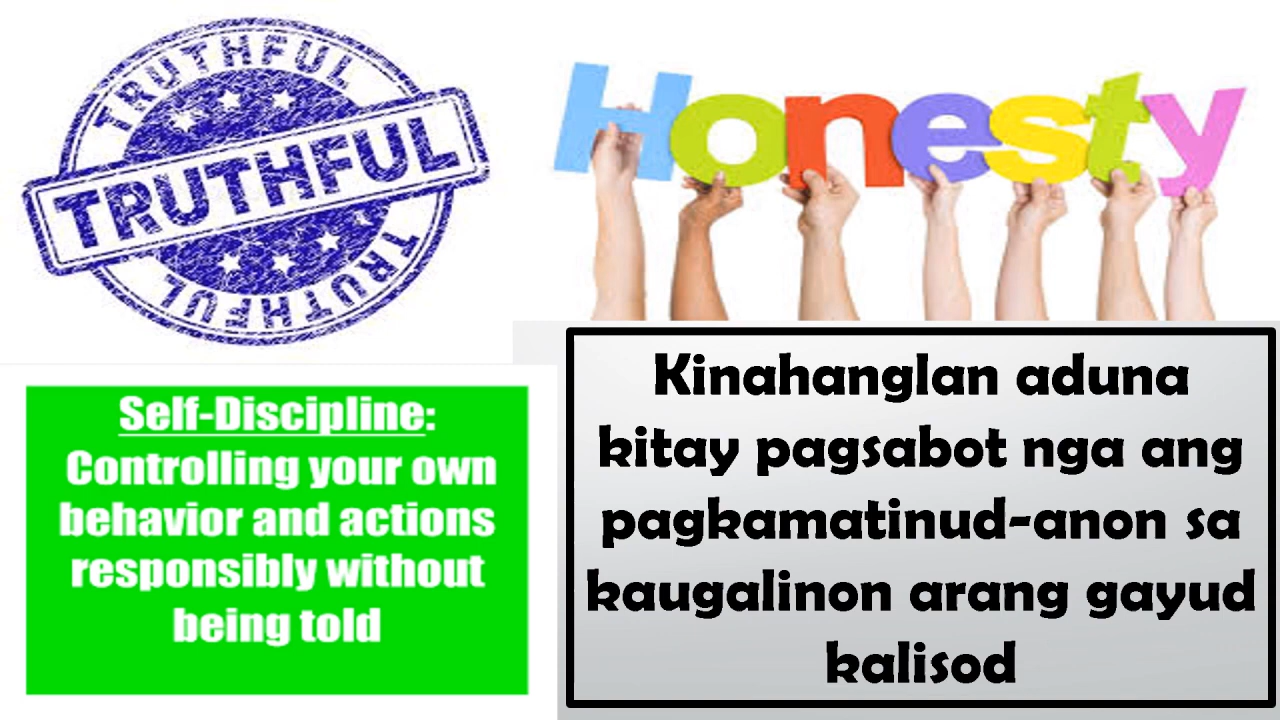 TRUTHFUL
TRUTHFUL
TRUTHFUL
Honesty
Self-Discipline:
Controlling your own
behavior and actions
responsibly without
being told
Kinahanglan aduna
kitay pagsabot nga ang
pagkamatinud-anon sa
kaugalinon arang gayud
kalisod